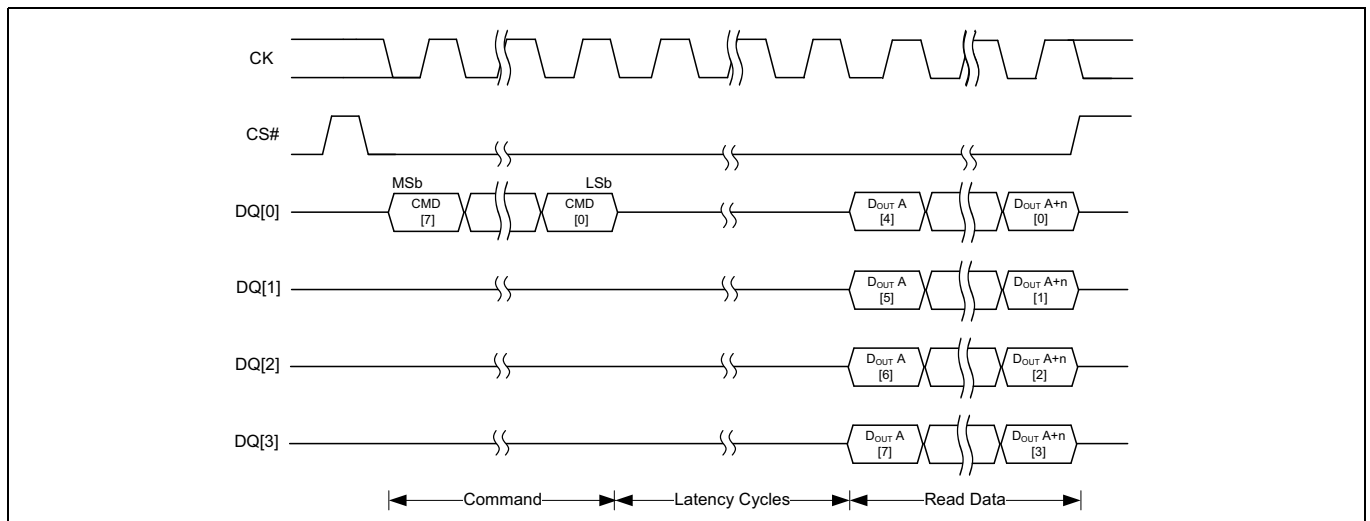 CK
CS#
MSb LSb
DQ[0] CMD CMD DOUT A DOUT A+n
[7] [0] [4] [0]
DQ[1] DOUT A DOUT A+n
[5] [1]
DQ[2] DOUT A DOUT A+n
[6] [2]
DQ[3] DOUT A DOUT A+n
[7] [3]
Command Latency Cycles Read Data